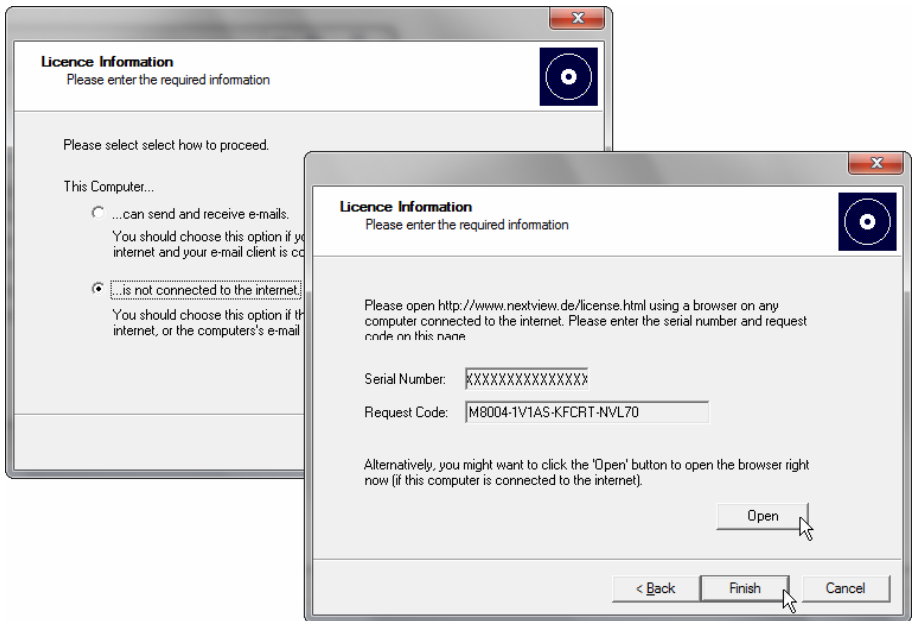 Licence Information
Please enter the required information
Please select select how to proceed.
This Computer...
...can send and receive e-mails.
You should choose this option if
internet and your e-mail client is
...is not connected to the internet.
You should choose this option if
internet, or the computers's e-mail
Licence Information
Please enter the required information
Please open http://www.nextview.de/license.html using a browser on any
computer connected to the internet. Please enter the serial number and request
code on this page
Serial Number: XXXXXXXXXXXXXXX
Request Code: M8004-1V1AS-KFCRT-NVL70
Alternatively, you might want to click the 'Open' button to open the browser right
now (if this computer is connected to the internet).
Open
< Back
Finish
Cancel